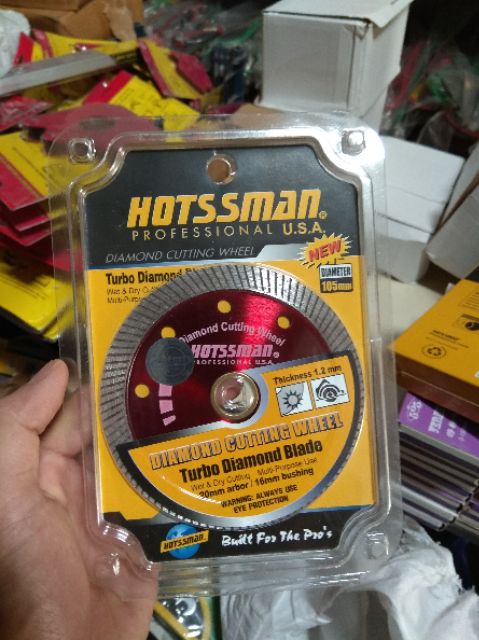 HOTSSMAN®
PROFESSIONAL U.S.A.
DIAMOND CUTTING WHEEL
NEW
Turbo Diamond
DIAMETER
105mm
Wet & Dry
Diamond Cutting Wheel
HOTSSMAN
PROFESSIONAL U.S.A.
Thickness 1.2 mm
DIAMOND CUTTING WHEEL
Turbo Diamond Blade
Wet & Dry Cutting Multi-Purpose Use
20mm arbor / 16mm bushing
WARNING: ALWAYS USE
EYE PROTECTION
HOTSSMAN
Built For The Pro's